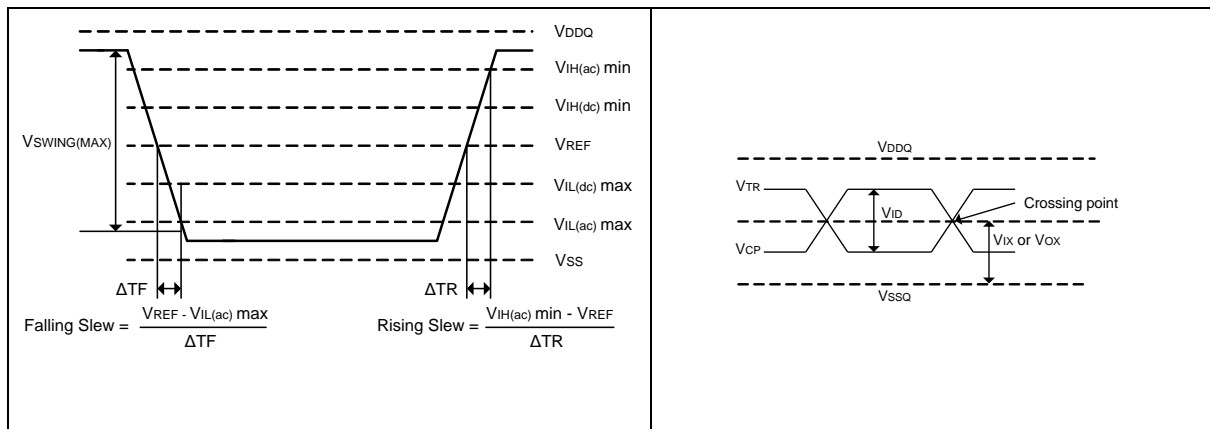 VDDQ
VIH(ac) min
VIH(dc) min
VSWING(MAX)
VREF
VIL(dc) max
VIL(ac) max
VSS
ΔTF
ΔTR
Falling Slew = VREF - VIL(ac) max
ΔTF
Rising Slew = VIH(ac) min - VREF
ΔTR
VDDQ
VTR
VID
Crossing point
VIX or VOX
VCP
VSSQ